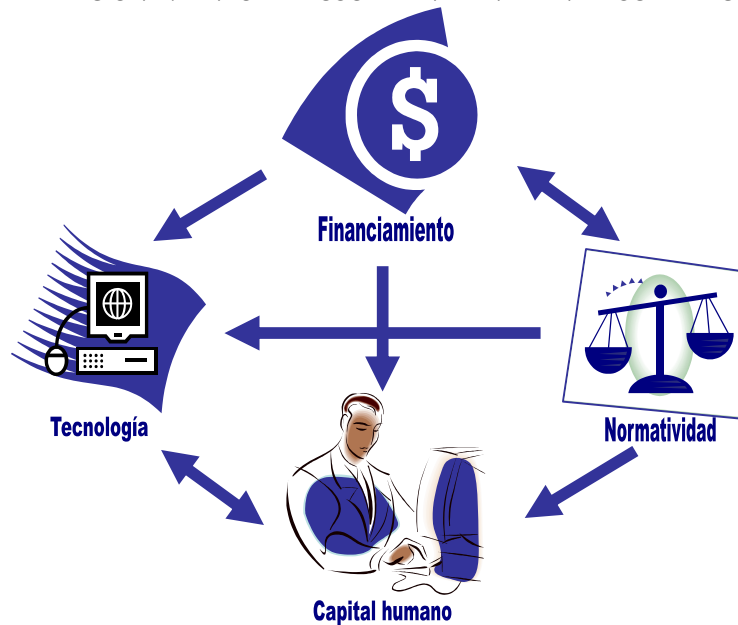 $
Financiamiento
Tecnología
Normatividad
Capital humano